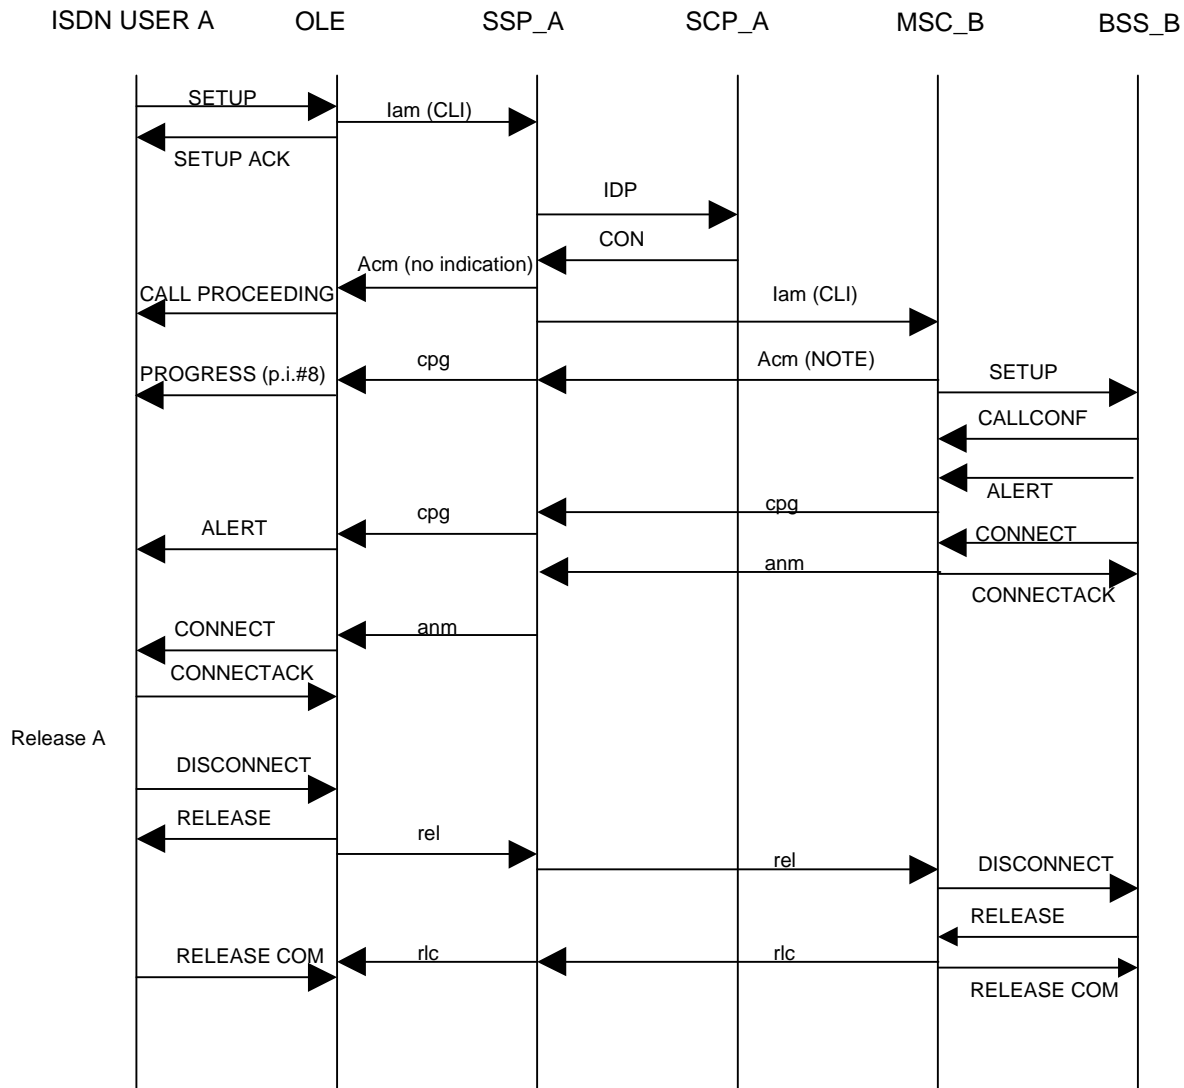 ISDN USER A OLE SSP_A SCP_A MSC_B BSS_B
SETUP
Iam (CLI)
SETUP ACK
IDP
CON
Acm (no indication)
CALL PROCEEDING
Iam (CLI)
cpg
Acm (NOTE)
PROGRESS (p.i.#8)
SETUP
CALLCONF
ALERT
cpg
cpg
ALERT
CONNECT
anm
CONNECTACK
CONNECT
anm
CONNECTACK
Release A
DISCONNECT
RELEASE
rel
rel
DISCONNECT
RELEASE
RELEASE COM
rlc
rlc
RELEASE COM